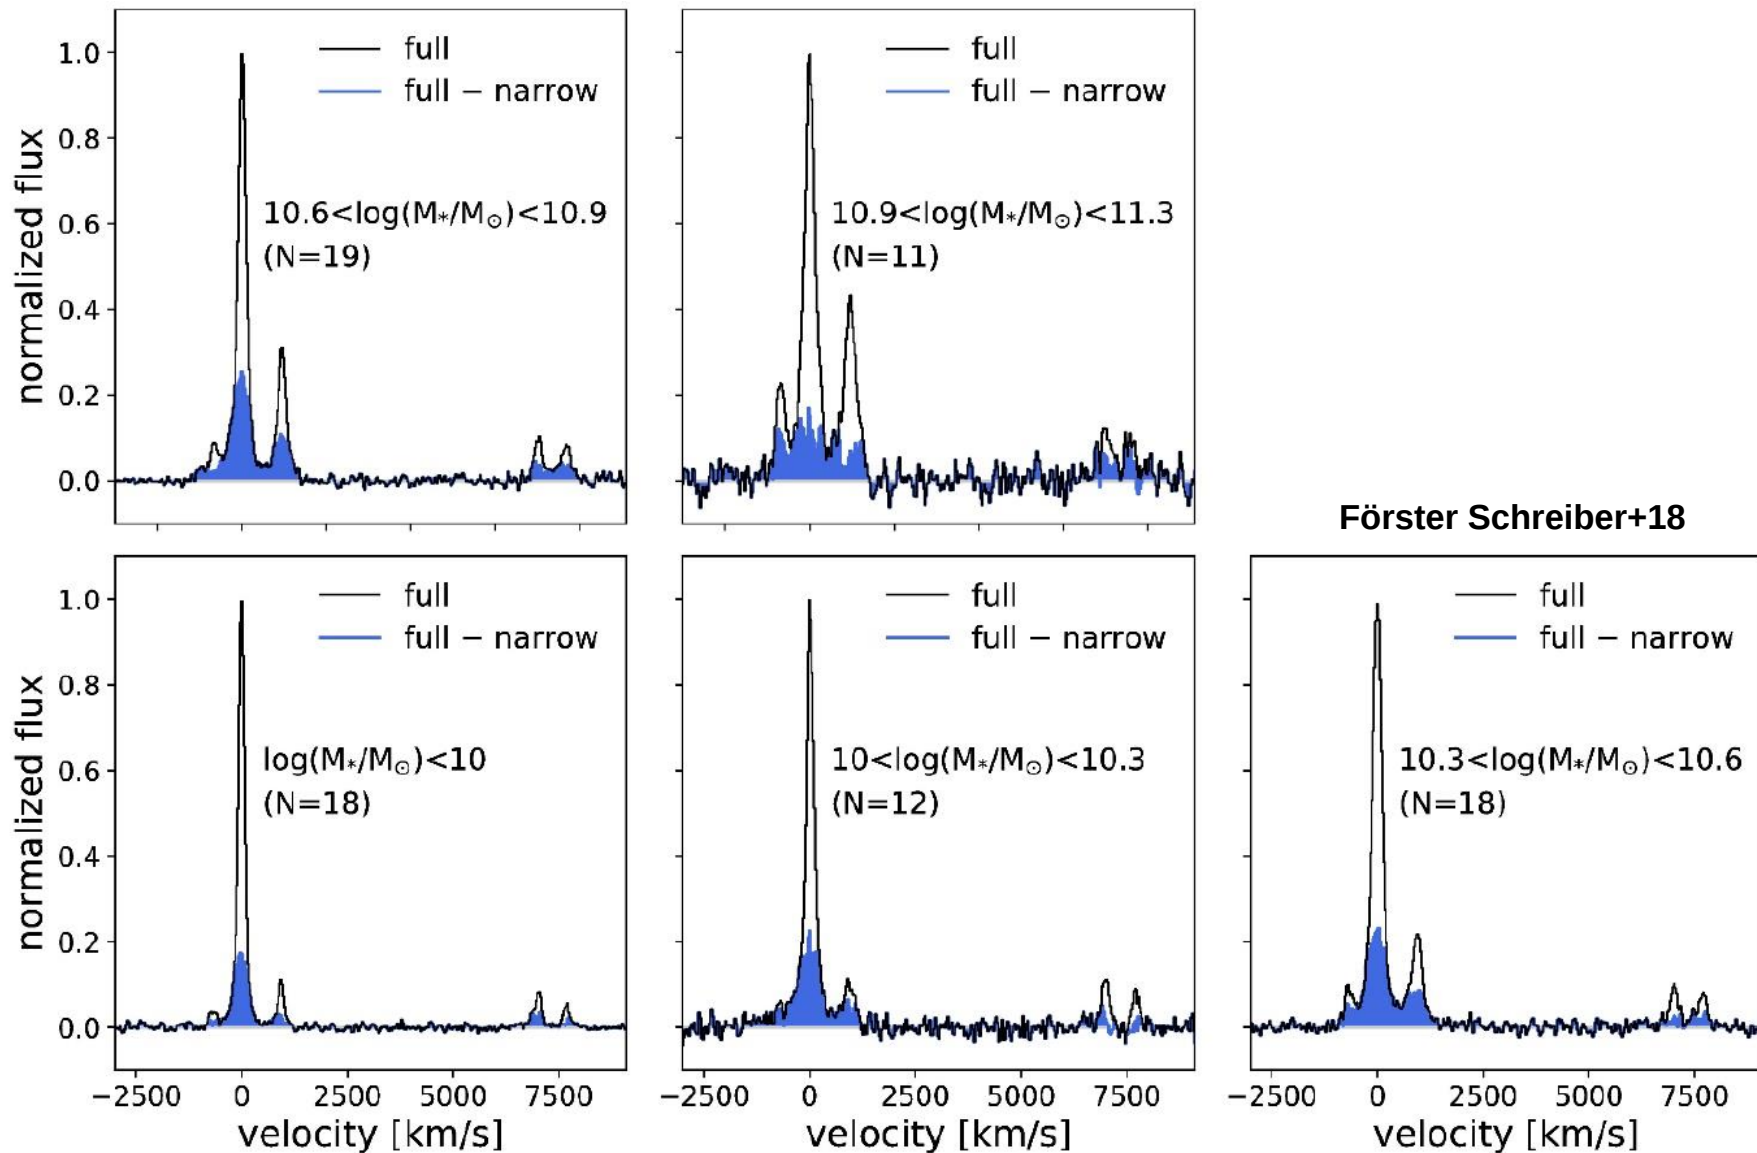 normalized flux
1.0
0.8
0.6
0.4
0.2
0.0
full
full − narrow
10.6<log(M*/M⊙)<10.9
(N=19)
full
full − narrow
10.9<log(M*/M⊙)<11.3
(N=11)
Förster Schreiber+18
normalized flux
1.0
0.8
0.6
0.4
0.2
0.0
full
full − narrow
log(M*/M⊙)<10
(N=18)
−2500 0 2500 5000 7500
velocity [km/s]
full
full − narrow
10<log(M*/M⊙)<10.3
(N=12)
−2500 0 2500 5000 7500
velocity [km/s]
full
full − narrow
10.3<log(M*/M⊙)<10.6
(N=18)
−2500 0 2500 5000 7500
velocity [km/s]